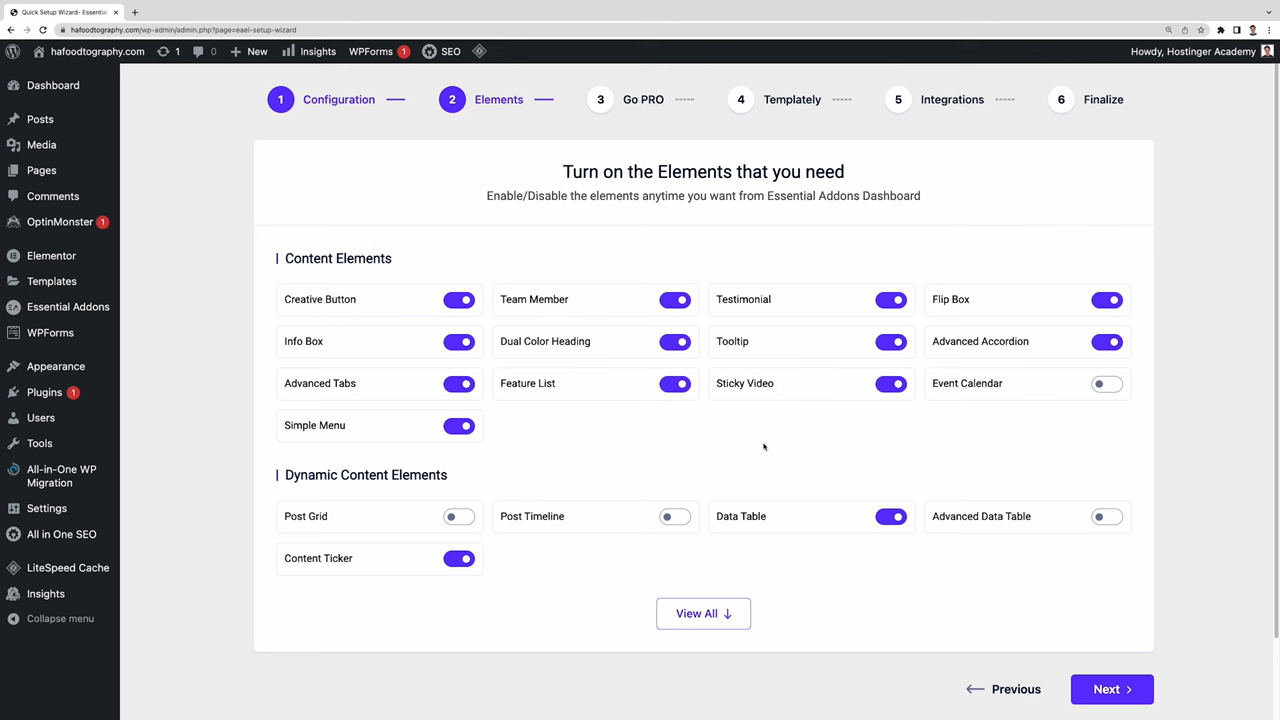 Quick Setup Wizard- Essential
hafoodtography.com/wp-admin/admin.php?page=eael-setup-wizard
hafoodtography.com 1 0 New Insights WPForms 1 SEO Howdy, Hostinger Academy
Dashboard
Posts
Media
Pages
Comments
OptinMonster 1
Elementor
Templates
EA Essential Addons
WPForms
Appearance
Plugins 1
Users
Tools
All-in-One WP
Migration
Settings
All in One SEO
LiteSpeed Cache
Insights
Collapse menu
1 Configuration 2 Elements 3 Go PRO 4 Templately 5 Integrations 6 Finalize
Turn on the Elements that you need
Enable/Disable the elements anytime you want from Essential Addons Dashboard
Content Elements
Creative Button Team Member Testimonial Flip Box
Info Box Dual Color Heading Tooltip Advanced Accordion
Advanced Tabs Feature List Sticky Video Event Calendar
Simple Menu
Dynamic Content Elements
Post Grid Post Timeline Data Table Advanced Data Table
Content Ticker
View All
Previous Next